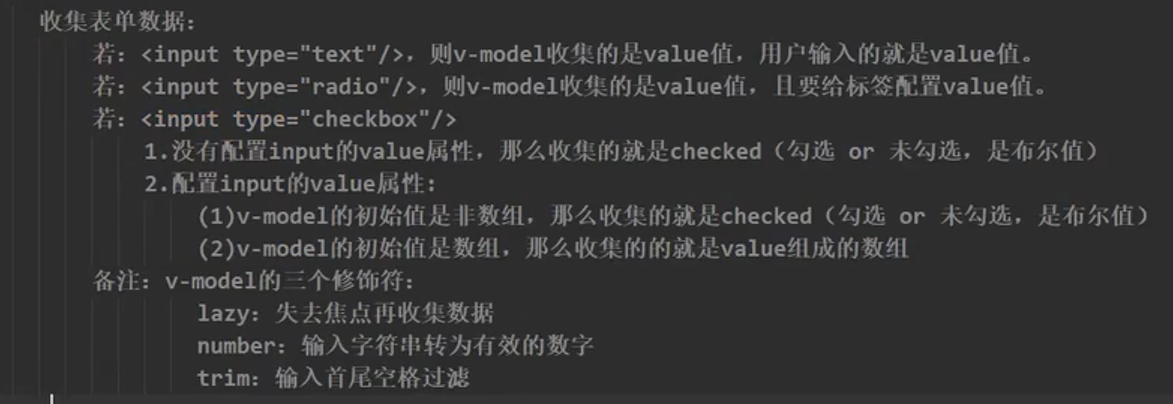 收集表单数据:
若: <input type="text"/>，则v-model收集的是value值，用户输入的就是value值。
若: <input type="radio"/>，则v-model收集的是value值，且要给标签配置value值。
若: <input type="checkbox"/>
1.没有配置input的value属性，那么收集的就是checked（勾选 or 未勾选，是布尔值）
2.配置input的value属性:
(1)v-model的初始值是非数组，那么收集的就是checked（勾选 or 未勾选，是布尔值）
(2)v-model的初始值是数组，那么收集的的就是value组成的数组
备注: v-model的三个修饰符:
lazy: 失去焦点再收集数据
number: 输入字符串转为有效的数字
trim: 输入首尾空格过滤